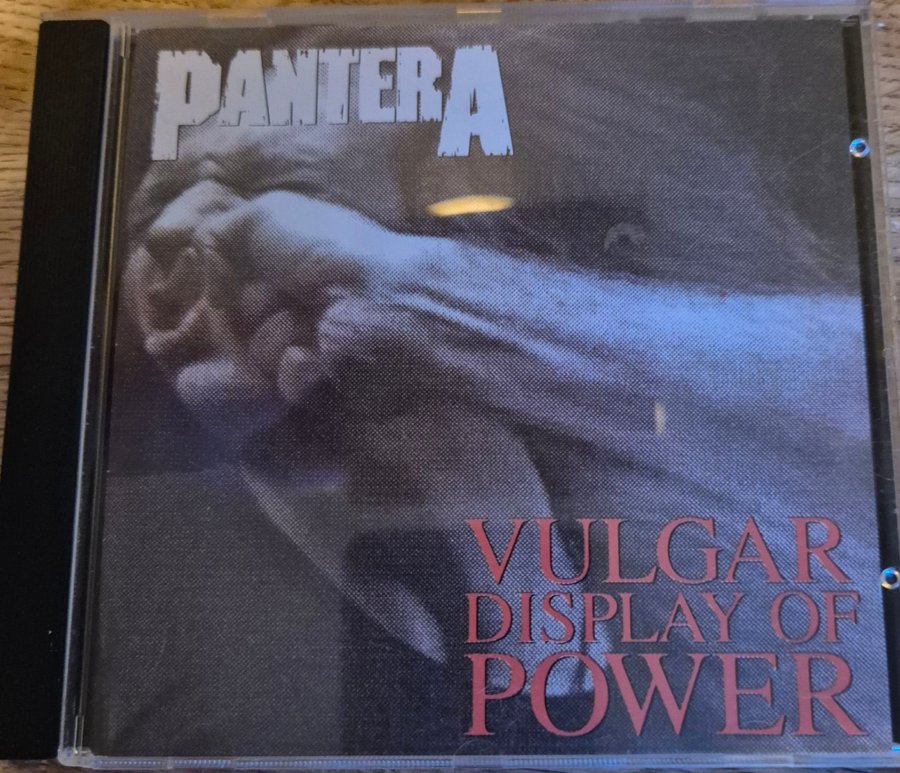 PANTERA
VULGAR
DISPLAY OF
POWER